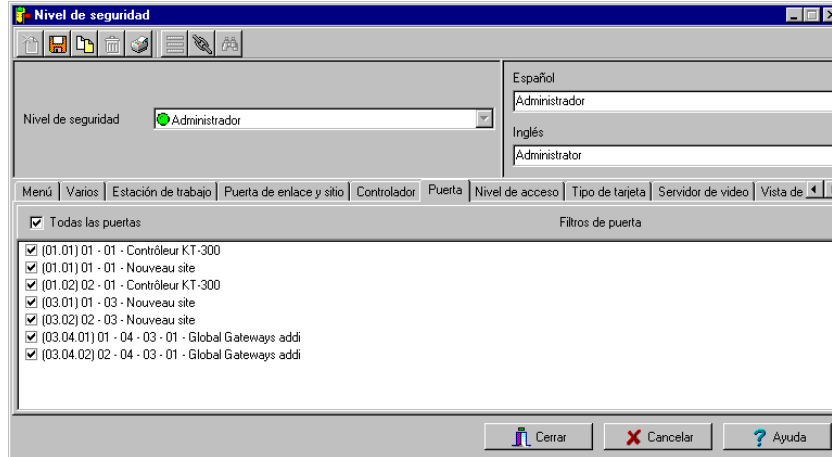 Nivel de seguridad
Español
Administrador
Nivel de seguridad
Administrador
Inglés
Administrator
Menú Varios Estación de trabajo Puerta de enlace y sitio Controlador Puerta Nivel de acceso Tipo de tarjeta Servidor de video Vista de
Todas las puertas
Filtros de puerta
(01.01) 01 - 01 - Contrôleur KT-300
(01.01) 01 - 01 - Nouveau site
(01.02) 02 - 01 - Contrôleur KT-300
(03.01) 01 - 03 - Nouveau site
(03.02) 02 - 03 - Nouveau site
(03.04.01) 01 - 04 - 03 - 01 - Global Gateways addi
(03.04.02) 02 - 04 - 03 - 01 - Global Gateways addi
Cerrar Cancelar Ayuda